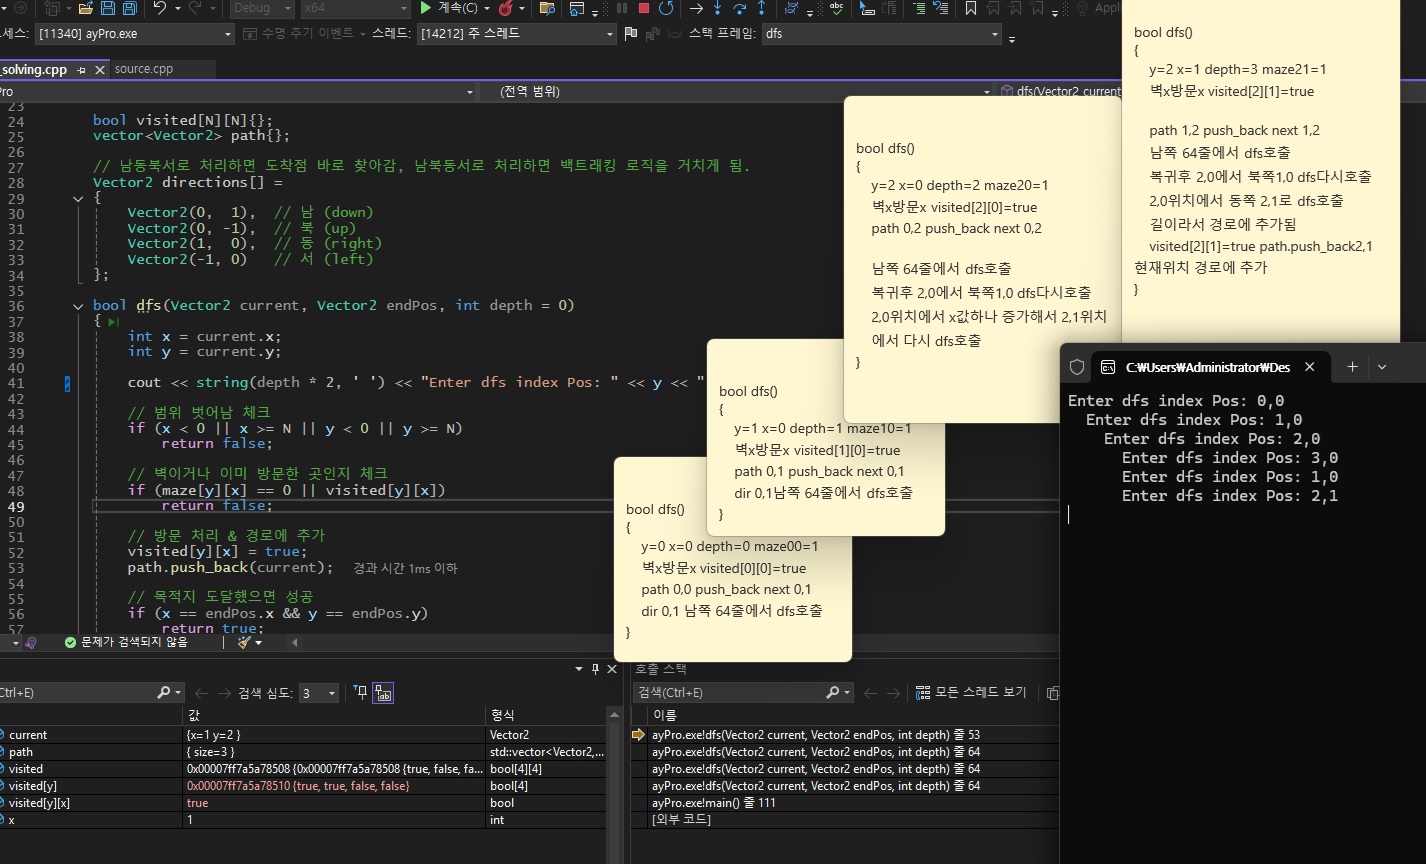 Debug
x64
계속(C)
Appl
세스:
[11340] ayPro.exe
수명 주기 이벤트
스레드:
[14212] 주 스레드
스택 프레임:
dfs
_solving.cpp
source.cpp
Pro
(전역 범위)
dfs(Vector2 current
23
24 bool visited[N][N]{};
25 vector<Vector2> path{};
26
27 // 남동북서로 처리하면 도착점 바로 찾아감, 남북동서로 처리하면 백트래킹 로직을 거치게 됨.
28 Vector2 directions[] =
29 {
30 Vector2(0,  1),  // 남 (down)
31 Vector2(0, -1),  // 북 (up)
32 Vector2(1,  0),  // 동 (right)
33 Vector2(-1, 0)   // 서 (left)
34 };
35
36 bool dfs(Vector2 current, Vector2 endPos, int depth = 0)
37 {
38 int x = current.x;
39 int y = current.y;
40
41 cout << string(depth * 2, ' ') << "Enter dfs index Pos: " << y << "
42
43 // 범위 벗어남 체크
44 if (x < 0 || x >= N || y < 0 || y >= N)
45 return false;
46
47 // 벽이거나 이미 방문한 곳인지 체크
48 if (maze[y][x] == 0 || visited[y][x])
49 return false;
50
51 // 방문 처리 & 경로에 추가
52 visited[y][x] = true;
53 path.push_back(current); 경과 시간 1ms 이하
54
55 // 목적지 도달했으면 성공
56 if (x == endPos.x && y == endPos.y)
57 return true;
문제가 검색되지 않음
bool dfs()
{
y=0 x=0 depth=0 maze00=1
벽x방문x visited[0][0]=true
path 0,0 push_back next 0,1
dir 0,1 남쪽 64줄에서 dfs호출
}
bool dfs()
{
y=1 x=0 depth=1 maze10=1
벽x방문x visited[1][0]=true
path 0,1 push_back next 0,1
dir 0,1남쪽 64줄에서 dfs호출
}
bool dfs()
{
y=2 x=0 depth=2 maze20=1
벽x방문x visited[2][0]=true
path 0,2 push_back next 0,2
남쪽 64줄에서 dfs호출
복귀후 2,0에서 북쪽1,0 dfs다시호출
2,0위치에서 x값하나 증가해서 2,1위치
에서 다시 dfs호출
}
bool dfs()
{
y=2 x=1 depth=3 maze21=1
벽x방문x visited[2][1]=true
path 1,2 push_back next 1,2
남쪽 64줄에서 dfs호출
복귀후 2,0에서 북쪽1,0 dfs다시호출
2,0위치에서 동쪽 2,1로 dfs호출
길이라서 경로에 추가됨
visited[2][1]=true path.push_back2,1
현재위치 경로에 추가
}
C:₩Users₩Administrator₩Des
Enter dfs index Pos: 0,0
Enter dfs index Pos: 1,0
Enter dfs index Pos: 2,0
Enter dfs index Pos: 3,0
Enter dfs index Pos: 1,0
Enter dfs index Pos: 2,1
Ctrl+E)
검색 심도: 3
값
형식
current {x=1 y=2 } Vector2
path { size=3 } std::vector<Vector2,...
visited 0x00007ff7a5a78508 {0x00007ff7a5a78508 {true, false, fa... bool[4][4]
visited[y] 0x00007ff7a5a78510 {true, true, false, false} bool[4]
visited[y][x] true bool
x 1 int
호출 스택
검색(Ctrl+E)
모든 스레드 보기
이름
ayPro.exe!dfs(Vector2 current, Vector2 endPos, int depth) 줄 53
ayPro.exe!dfs(Vector2 current, Vector2 endPos, int depth) 줄 64
ayPro.exe!dfs(Vector2 current, Vector2 endPos, int depth) 줄 64
ayPro.exe!dfs(Vector2 current, Vector2 endPos, int depth) 줄 64
ayPro.exe!main() 줄 111
[외부 코드]